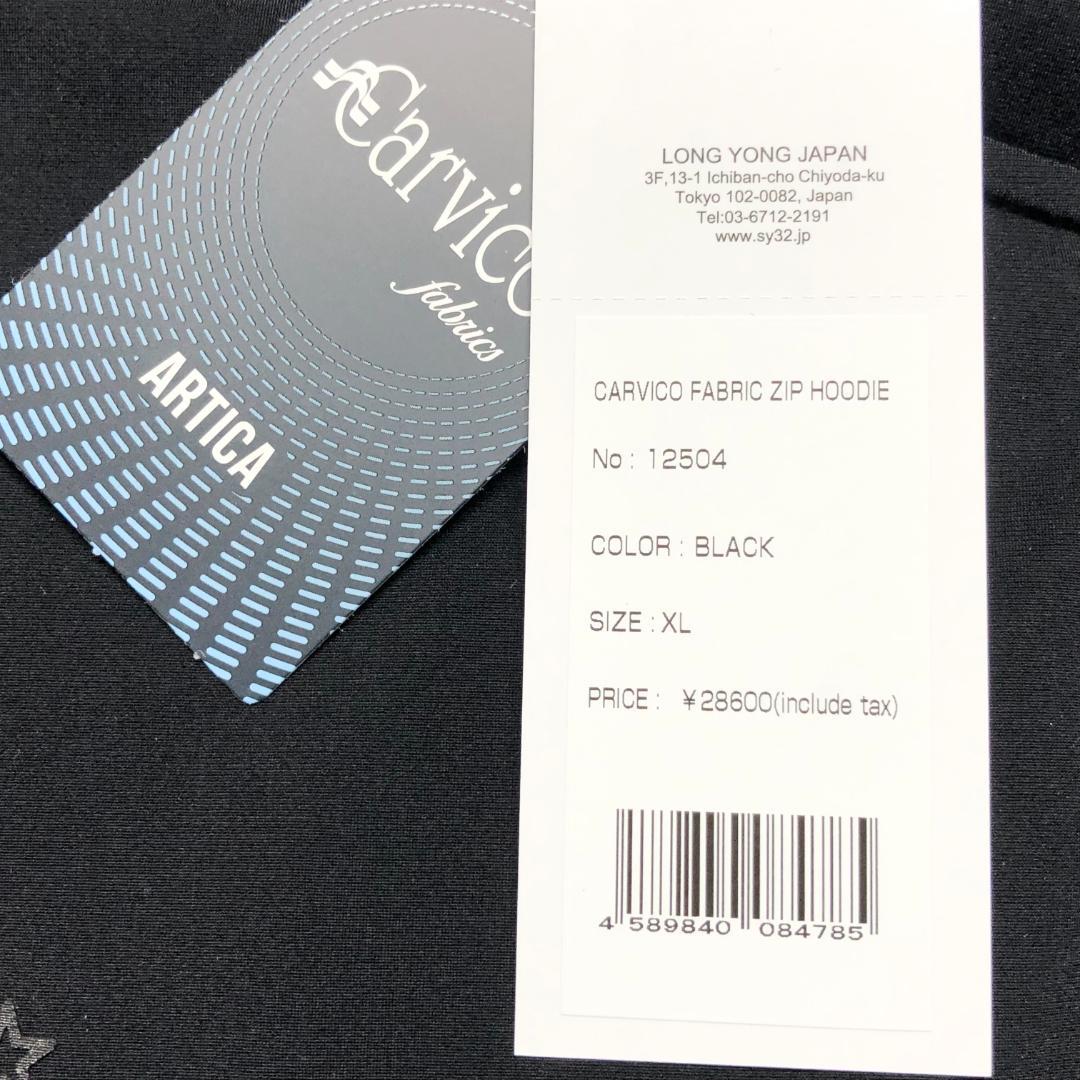 Carvico
fabrics
ARTICA
LONG YONG JAPAN
3F,13-1 Ichiban-cho Chiyoda-ku
Tokyo 102-0082, Japan
Tel:03-6712-2191
www.sy32.jp
CARVICO FABRIC ZIP HOODIE
No : 12504
COLOR : BLACK
SIZE : XL
PRICE : ¥28600(include tax)
4 589840 084785